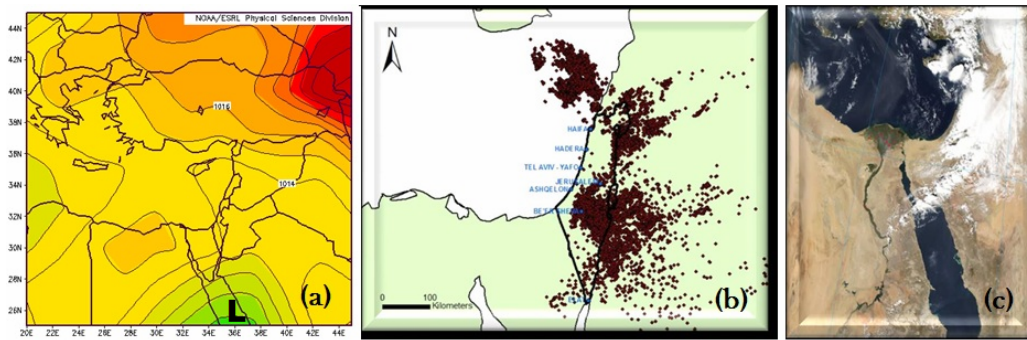 NOAA/ESRL Physical Sciences Division
44N
42N
40N
38N
36N
34N
32N
30N
28N
26N
1016
1014
L
(a)
20E 22E 24E 26E 28E 30E 32E 34E 36E 38E 40E 42E 44E
N
HAIFA
HADERA
TEL AVIV - YAFO
JERUSALEM
ASHQELON
0 100
Kilometers
(b)
(c)